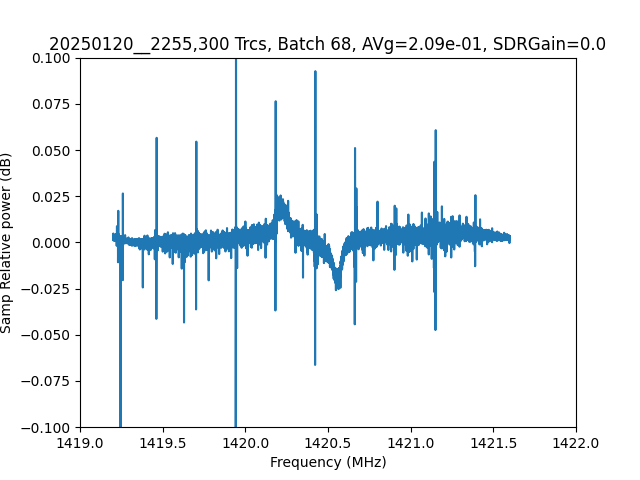 20250120__2255,300 Trcs, Batch 68, AVg=2.09e-01, SDRGain=0.0
0.100
0.075
0.050
0.025
0.000
−0.025
−0.050
−0.075
−0.100
Samp Relative power (dB)
1419.0 1419.5 1420.0 1420.5 1421.0 1421.5 1422.0
Frequency (MHz)